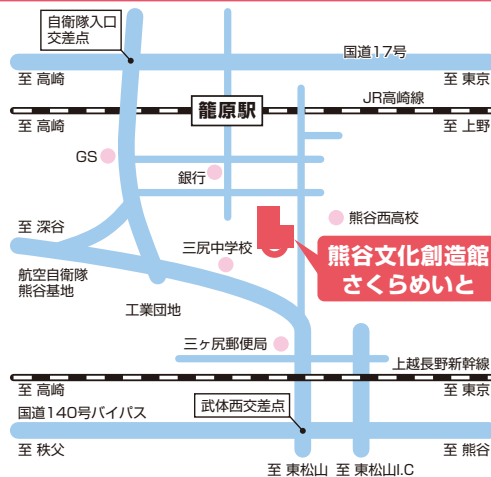 自衛隊入口
交差点
国道17号
至 高崎
至 東京
JR高崎線
籠原駅
至 高崎
至 上野
GS
銀行
至 深谷
熊谷西高校
三尻中学校
熊谷文化創造館
さくらめいと
航空自衛隊
熊谷基地
工業団地
三ヶ尻郵便局
上越長野新幹線
至 高崎
至 東京
国道140号バイパス
武体西交差点
至 秩父
至 熊谷
至 東松山
至 東松山I.C